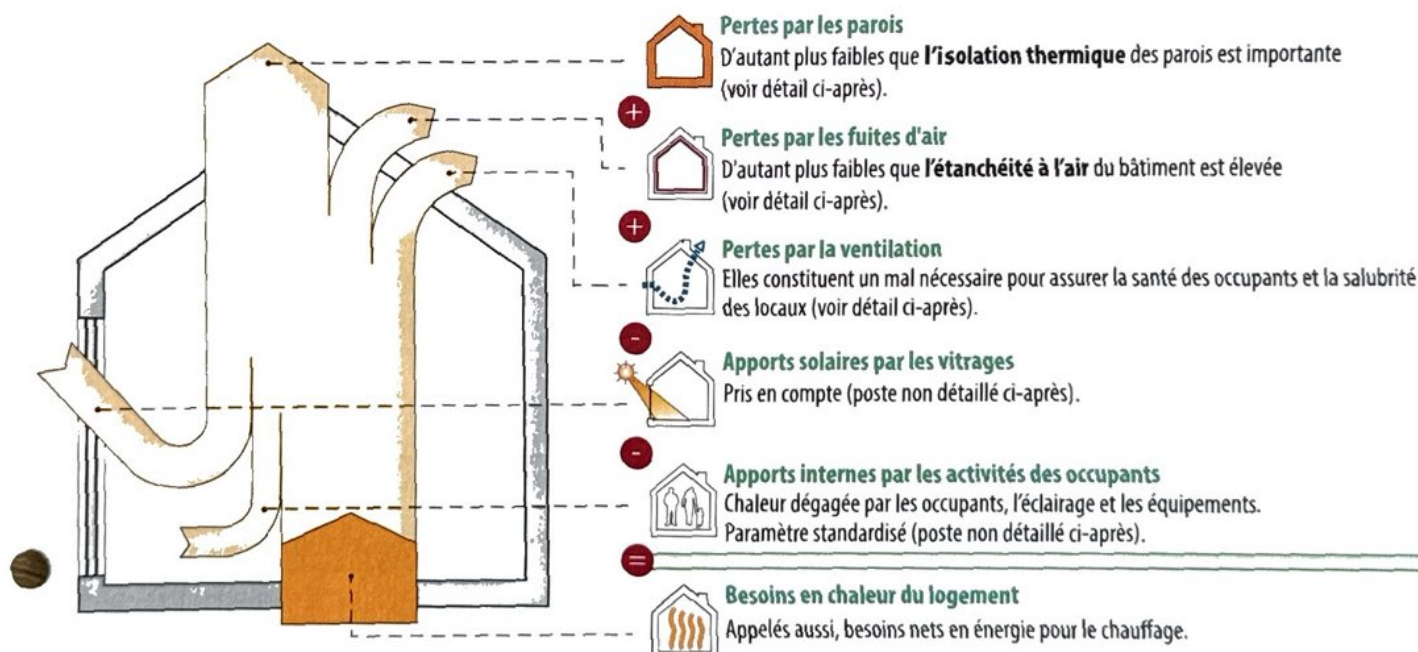 Pertes par les parois
D'autant plus faibles que l'isolation thermique des parois est importante
(voir détail ci-après).
+
Pertes par les fuites d'air
D'autant plus faibles que l'étanchéité à l'air du bâtiment est élevée
(voir détail ci-après).
+
Pertes par la ventilation
Elles constituent un mal nécessaire pour assurer la santé des occupants et la salubrité
des locaux (voir détail ci-après).
-
Apports solaires par les vitrages
Pris en compte (poste non détaillé ci-après).
-
Apports internes par les activités des occupants
Chaleur dégagée par les occupants, l'éclairage et les équipements.
Paramètre standardisé (poste non détaillé ci-après).
=
Besoins en chaleur du logement
Appelés aussi, besoins nets en énergie pour le chauffage.